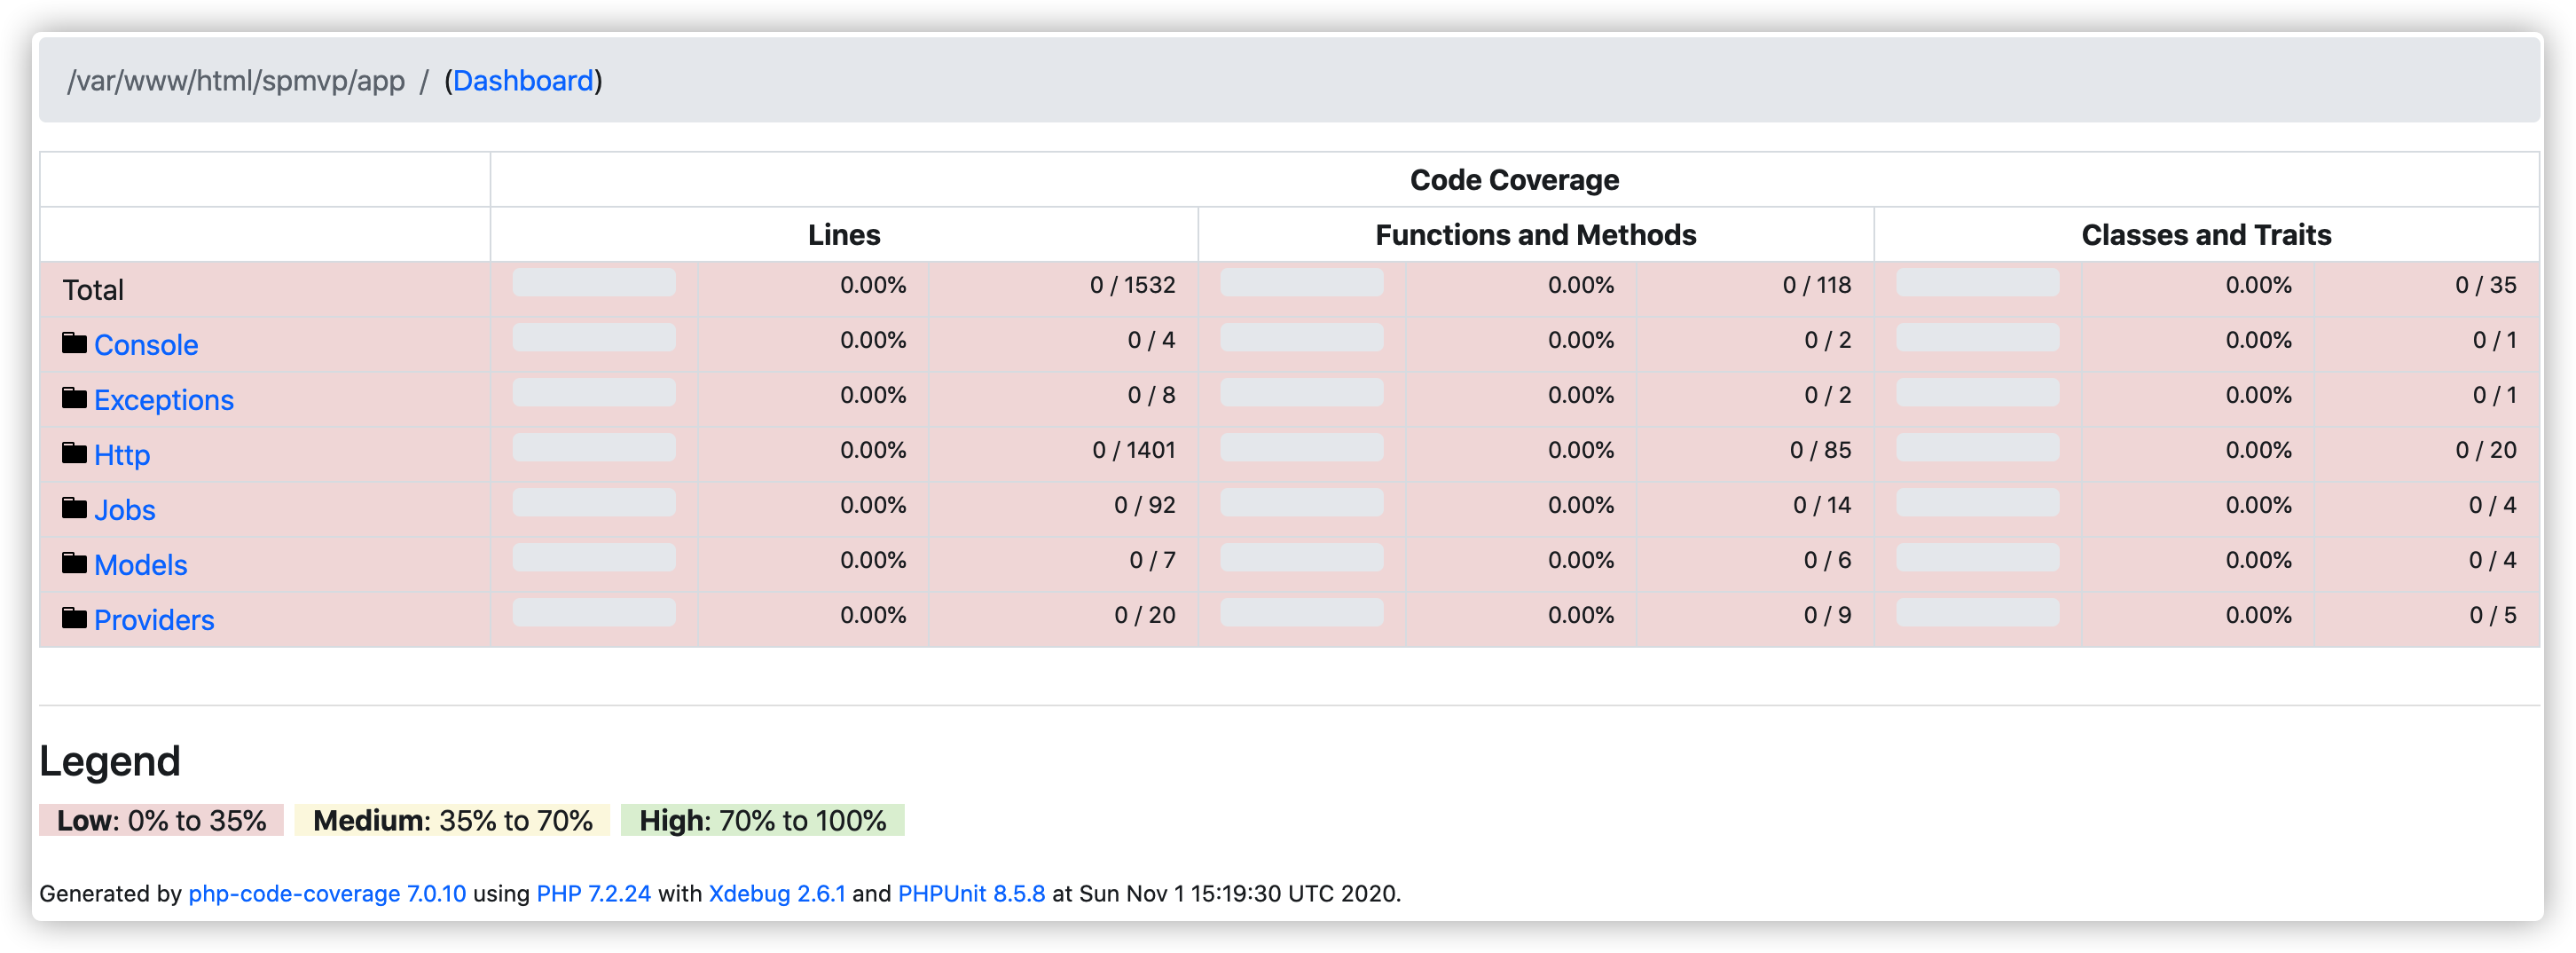 /var/www/html/spmvp/app / (Dashboard)
Code Coverage
Lines Functions and Methods Classes and Traits
Total 0.00% 0 / 1532 0.00% 0 / 118 0.00% 0 / 35
Console 0.00% 0 / 4 0.00% 0 / 2 0.00% 0 / 1
Exceptions 0.00% 0 / 8 0.00% 0 / 2 0.00% 0 / 1
Http 0.00% 0 / 1401 0.00% 0 / 85 0.00% 0 / 20
Jobs 0.00% 0 / 92 0.00% 0 / 14 0.00% 0 / 4
Models 0.00% 0 / 7 0.00% 0 / 6 0.00% 0 / 4
Providers 0.00% 0 / 20 0.00% 0 / 9 0.00% 0 / 5
Legend
Low: 0% to 35% Medium: 35% to 70% High: 70% to 100%
Generated by php-code-coverage 7.0.10 using PHP 7.2.24 with Xdebug 2.6.1 and PHPUnit 8.5.8 at Sun Nov 1 15:19:30 UTC 2020.